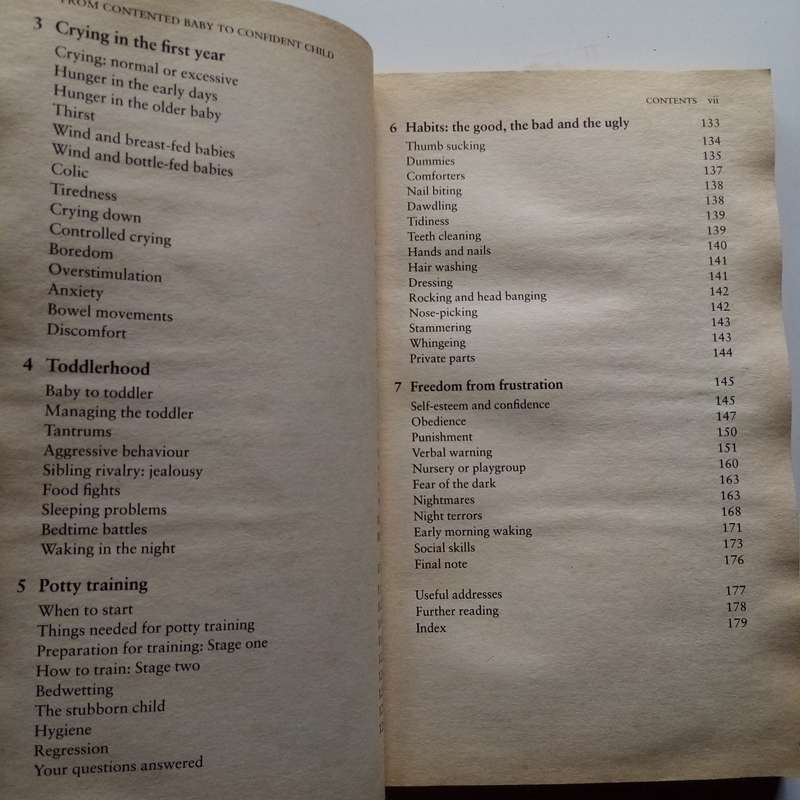 FROM CONTENTED BABY TO CONFIDENT CHILD
3 Crying in the first year
Crying: normal or excessive
Hunger in the early days
Hunger in the older baby
Thirst
Wind and breast-fed babies
Wind and bottle-fed babies
Colic
Tiredness
Crying down
Controlled crying
Boredom
Overstimulation
Anxiety
Bowel movements
Discomfort
4 Toddlerhood
Baby to toddler
Managing the toddler
Tantrums
Aggressive behaviour
Sibling rivalry: jealousy
Food fights
Sleeping problems
Bedtime battles
Waking in the night
5 Potty training
When to start
Things needed for potty training
Preparation for training: Stage one
How to train: Stage two
Bedwetting
The stubborn child
Hygiene
Regression
Your questions answered
CONTENTS vii
6 Habits: the good, the bad and the ugly 133
Thumb sucking 134
Dummies 135
Comforters 137
Nail biting 138
Dawdling 138
Tidiness 139
Teeth cleaning 139
Hands and nails 140
Hair washing 141
Dressing 141
Rocking and head banging 142
Nose-picking 142
Stammering 143
Whingeing 143
Private parts 144
7 Freedom from frustration 145
Self-esteem and confidence 145
Obedience 147
Punishment 150
Verbal warning 151
Nursery or playgroup 160
Fear of the dark 163
Nightmares 163
Night terrors 168
Early morning waking 171
Social skills 173
Final note 176
Useful addresses 177
Further reading 178
Index 179